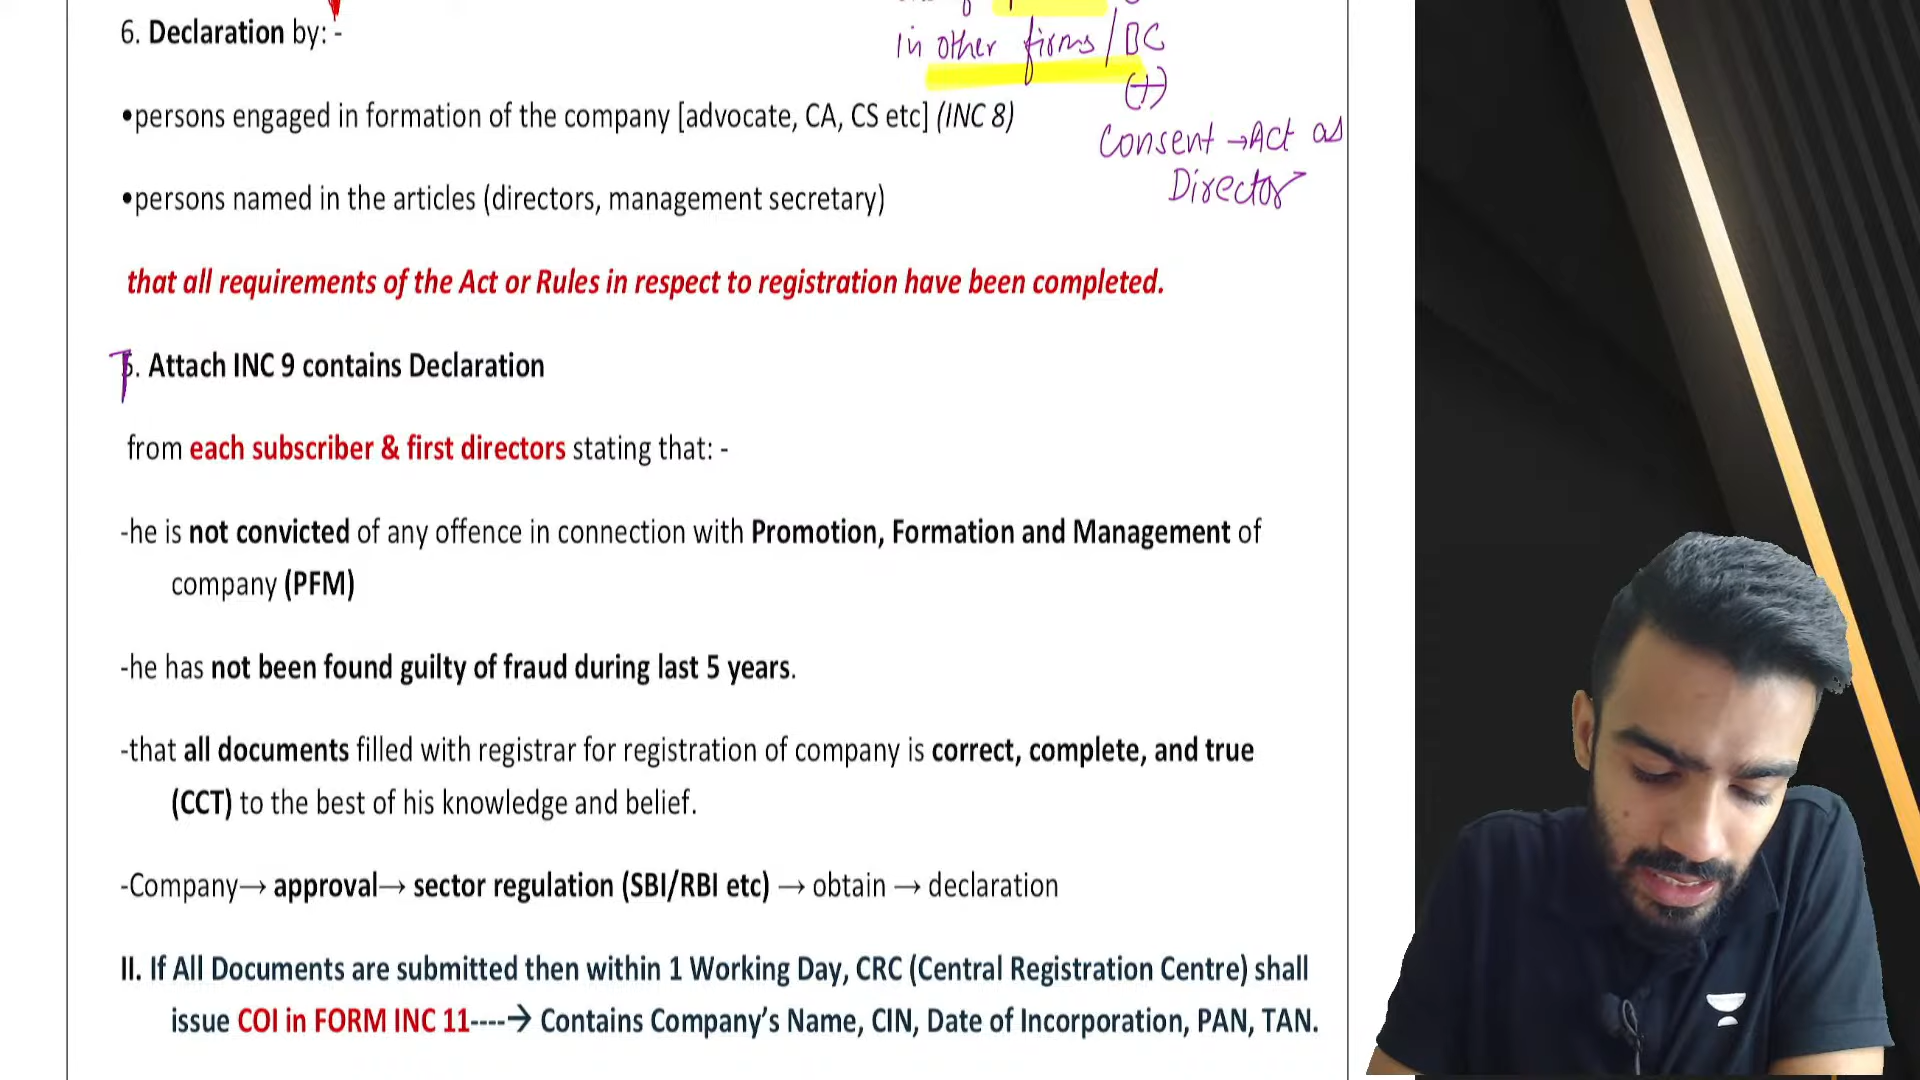 6. Declaration by: -
in other firms / BC
(+)
•persons engaged in formation of the company [advocate, CA, CS etc] (INC 8)
Consent →Act as
Director
•persons named in the articles (directors, management secretary)
that all requirements of the Act or Rules in respect to registration have been completed.
7. Attach INC 9 contains Declaration
from each subscriber & first directors stating that: -
-he is not convicted of any offence in connection with Promotion, Formation and Management of
company (PFM)
-he has not been found guilty of fraud during last 5 years.
-that all documents filled with registrar for registration of company is correct, complete, and true
(CCT) to the best of his knowledge and belief.
-Company→ approval→ sector regulation (SBI/RBI etc) → obtain → declaration
II. If All Documents are submitted then within 1 Working Day, CRC (Central Registration Centre) shall
issue COI in FORM INC 11----→ Contains Company’s Name, CIN, Date of Incorporation, PAN, TAN.